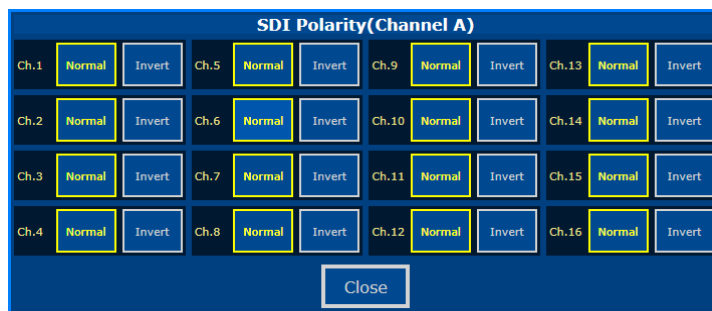 SDI Polarity(Channel A)
Ch.1 Normal Invert Ch.5 Normal Invert Ch.9 Normal Invert Ch.13 Normal Invert
Ch.2 Normal Invert Ch.6 Normal Invert Ch.10 Normal Invert Ch.14 Normal Invert
Ch.3 Normal Invert Ch.7 Normal Invert Ch.11 Normal Invert Ch.15 Normal Invert
Ch.4 Normal Invert Ch.8 Normal Invert Ch.12 Normal Invert Ch.16 Normal Invert
Close